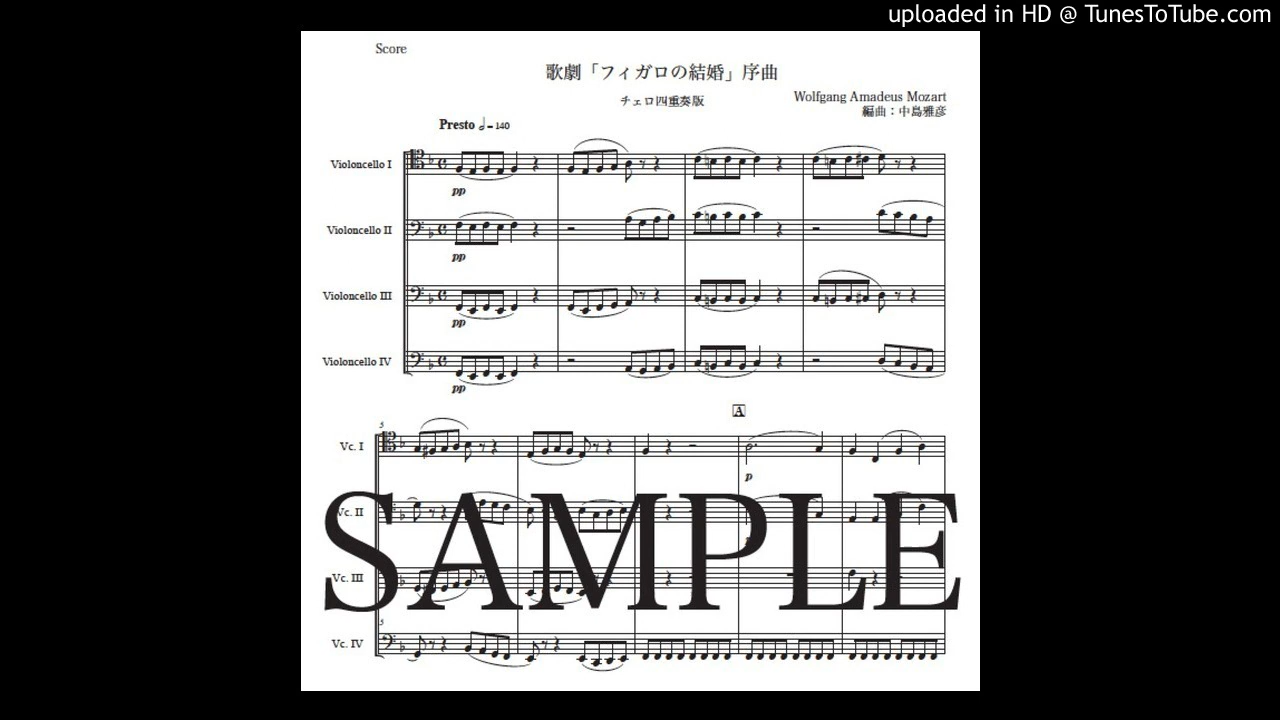 uploaded in HD @ TunesToTube.com
Score
歌劇「フィガロの結婚」序曲
チェロ四重奏版
Wolfgang Amadeus Mozart
編曲：中島雅彦
Presto 𝅗𝅥 = 140
Violoncello I
pp
Violoncello II
pp
Violoncello III
pp
Violoncello IV
pp
A
5
Vc. I
p
Vc. II
SAMPLE
Vc. III
5
Vc. IV